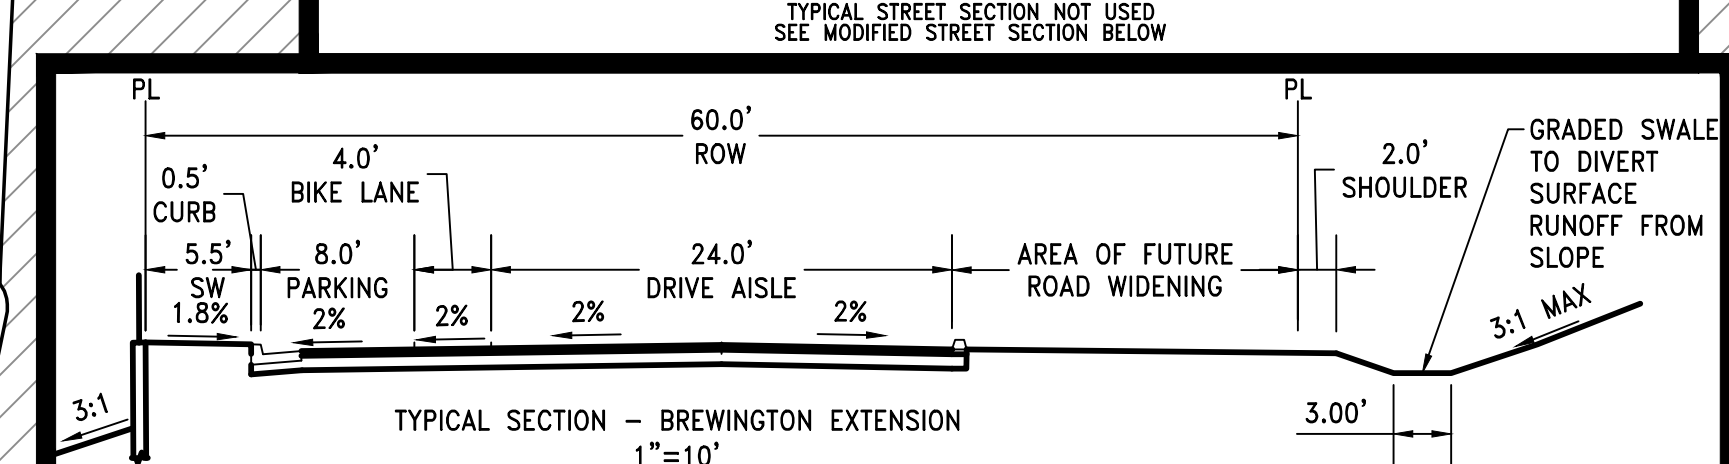 TYPICAL STREET SECTION NOT USED
SEE MODIFIED STREET SECTION BELOW
PL
PL
60.0'
ROW
4.0'
BIKE LANE
0.5'
CURB
2.0'
SHOULDER
GRADED SWALE
TO DIVERT
SURFACE
RUNOFF FROM
SLOPE
5.5'
SW
1.8%
8.0'
PARKING
2%
2%
24.0'
DRIVE AISLE
2%
2%
AREA OF FUTURE
ROAD WIDENING
3:1 MAX
3:1
TYPICAL SECTION - BREWINGTON EXTENSION
1"=10'
3.00'